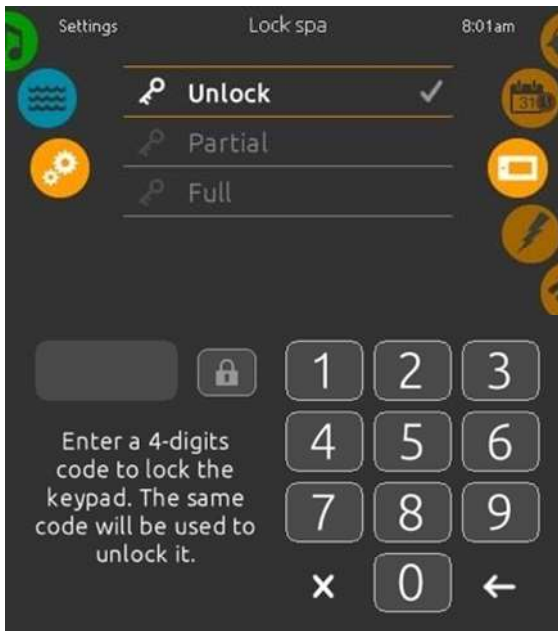 Settings Lock spa 8:01am
Unlock
Partial
Full
1 2 3
4 5 6
7 8 9
x 0
Enter a 4-digits
code to lock the
keypad. The same
code will be used to
unlock it.